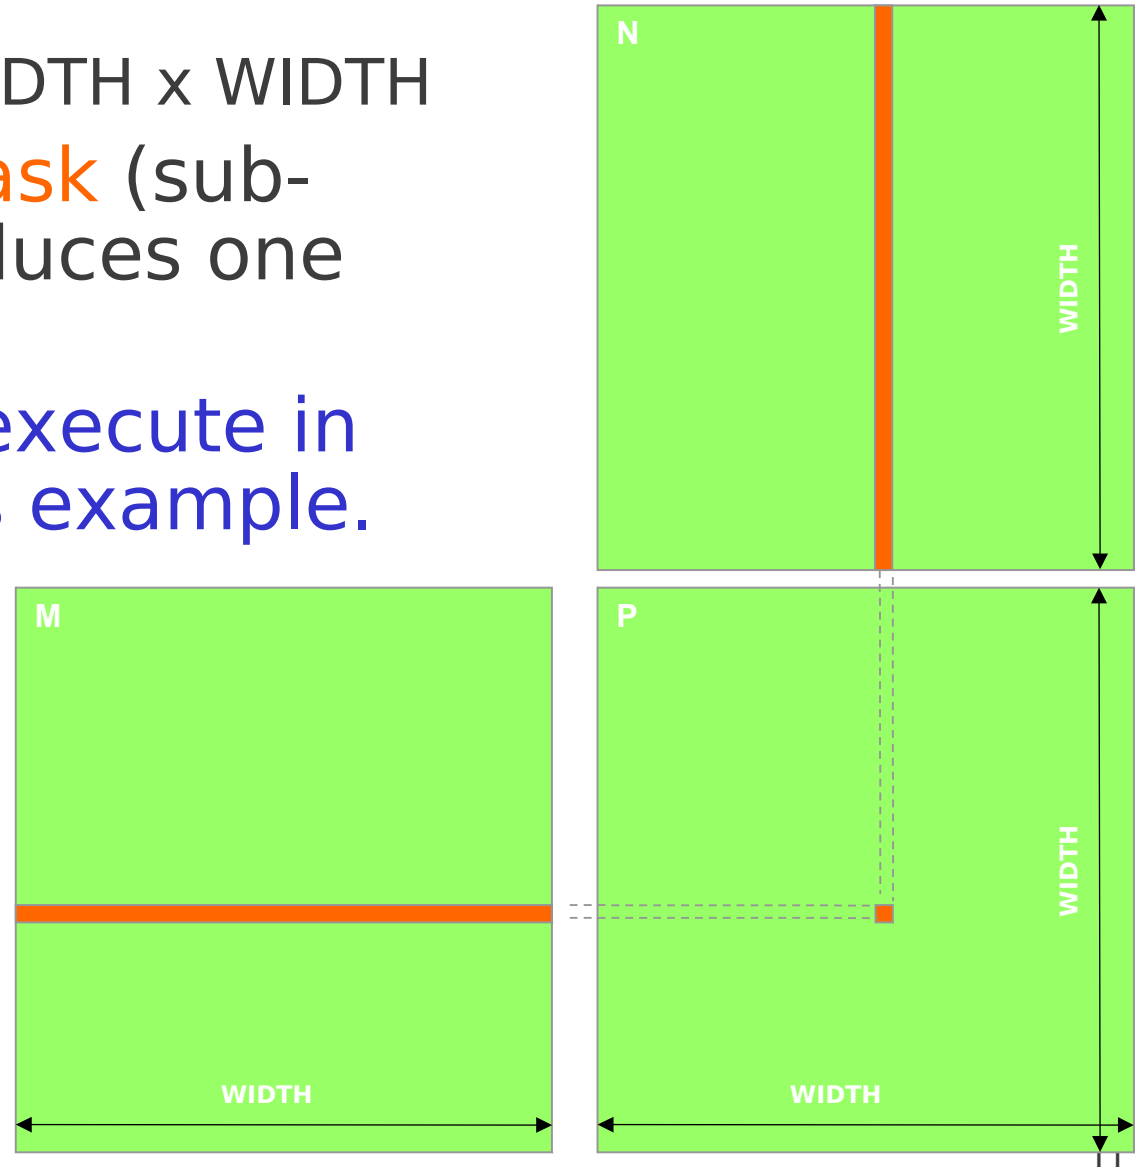 DTH x WIDTH
ask (sub-
luces one
execute in
s example.
N
WIDTH
M
WIDTH
P
WIDTH
WIDTH